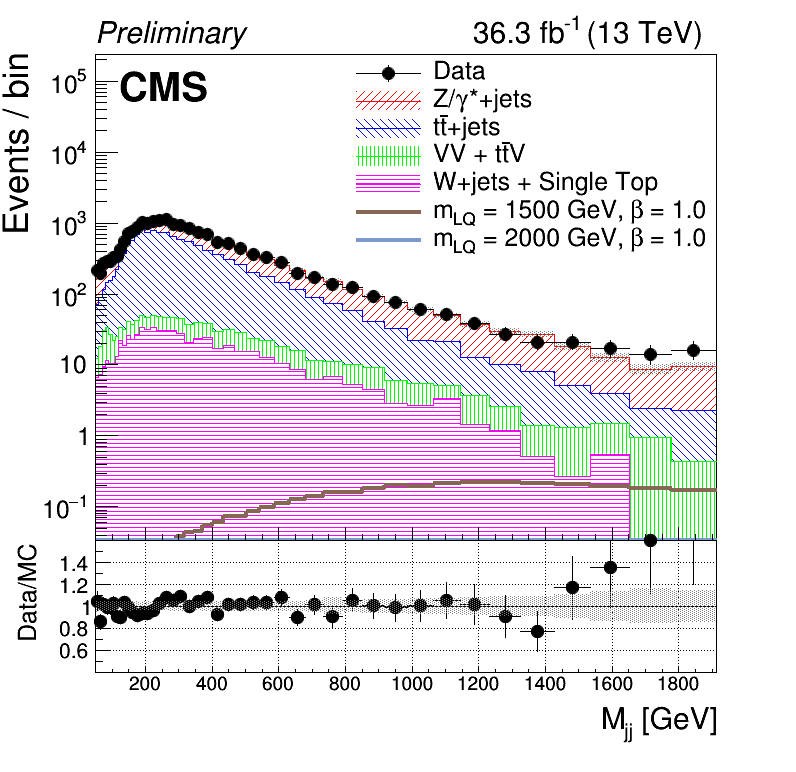 Preliminary 36.3 fb⁻¹ (13 TeV)
CMS
Events / bin
10⁵
10⁴
10³
10²
10
1
10⁻¹
Data
Z/γ*+jets
tt̄+jets
VV + tt̄V
W+jets + Single Top
m_LQ = 1500 GeV, β = 1.0
m_LQ = 2000 GeV, β = 1.0
Data/MC
1.4
1.2
1
0.8
0.6
200 400 600 800 1000 1200 1400 1600 1800
M_jj [GeV]